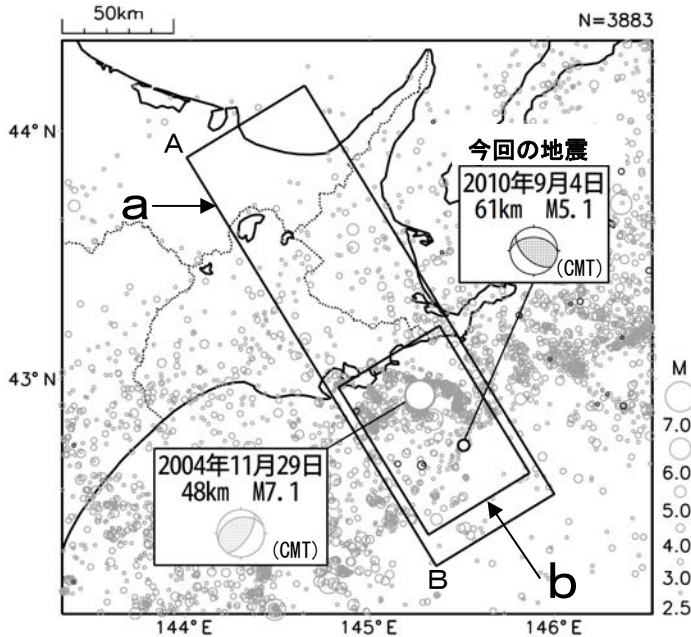 50km
N=3883
44°N
A
今回の地震
2010年9月4日
61km M5.1
(CMT)
a
43°N
M
7.0
6.0
5.0
4.0
3.0
2.5
2004年11月29日
48km M7.1
(CMT)
B
b
144°E
145°E
146°E